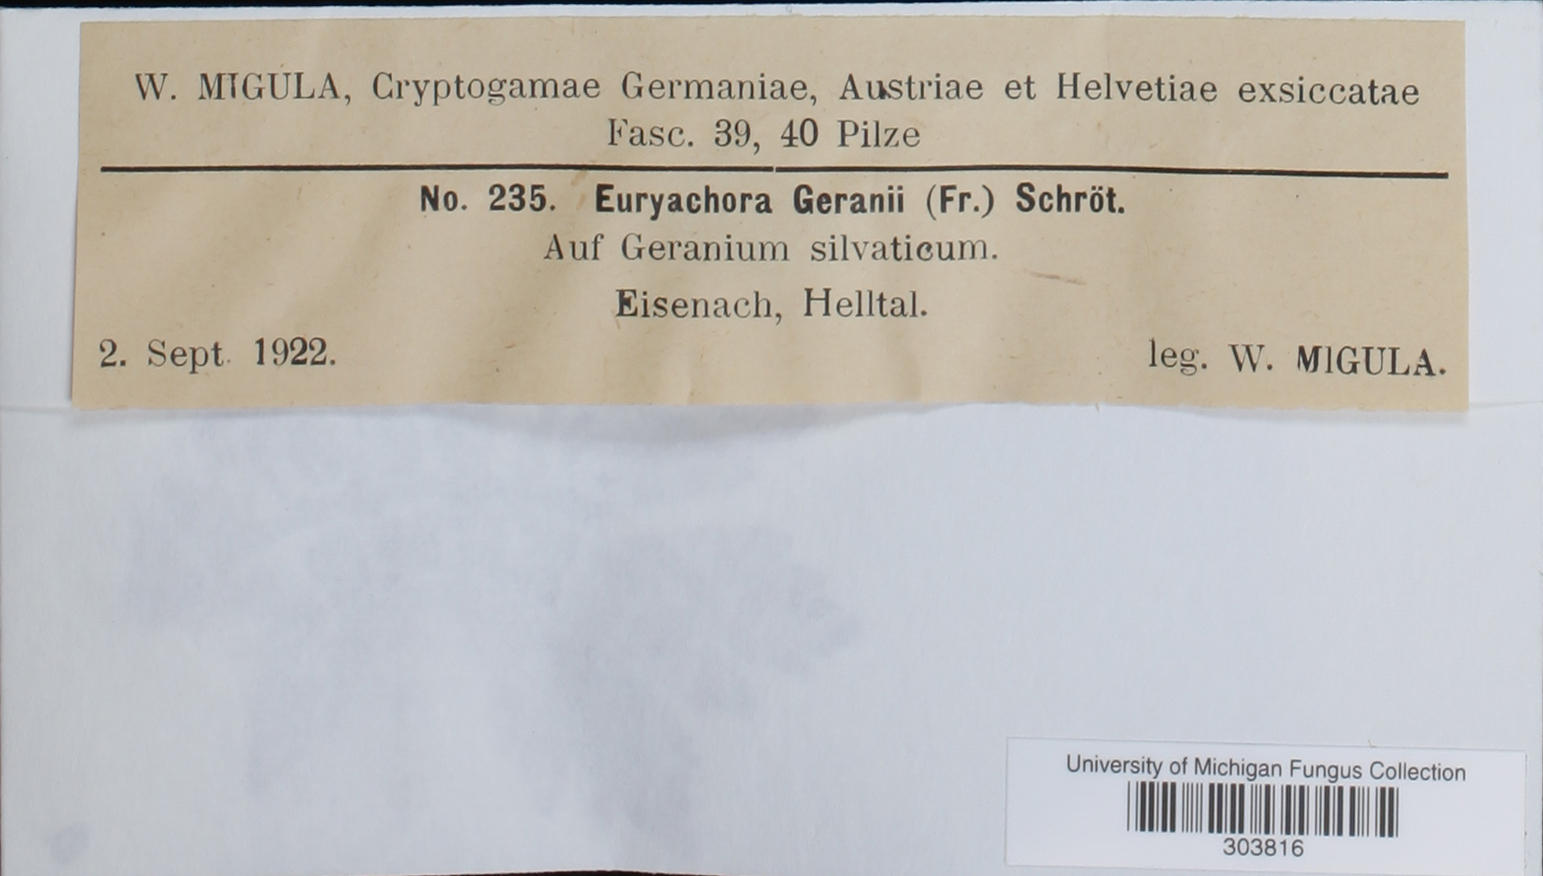 W. MIGULA, Cryptogamae Germaniae, Austriae et Helvetiae exsiccatae
Fasc. 39, 40 Pilze
No. 235. Euryachora Geranii (Fr.) Schröt.
Auf Geranium silvaticum.
Eisenach, Helltal.
2. Sept. 1922. leg. W. MIGULA.
University of Michigan Fungus Collection
303816